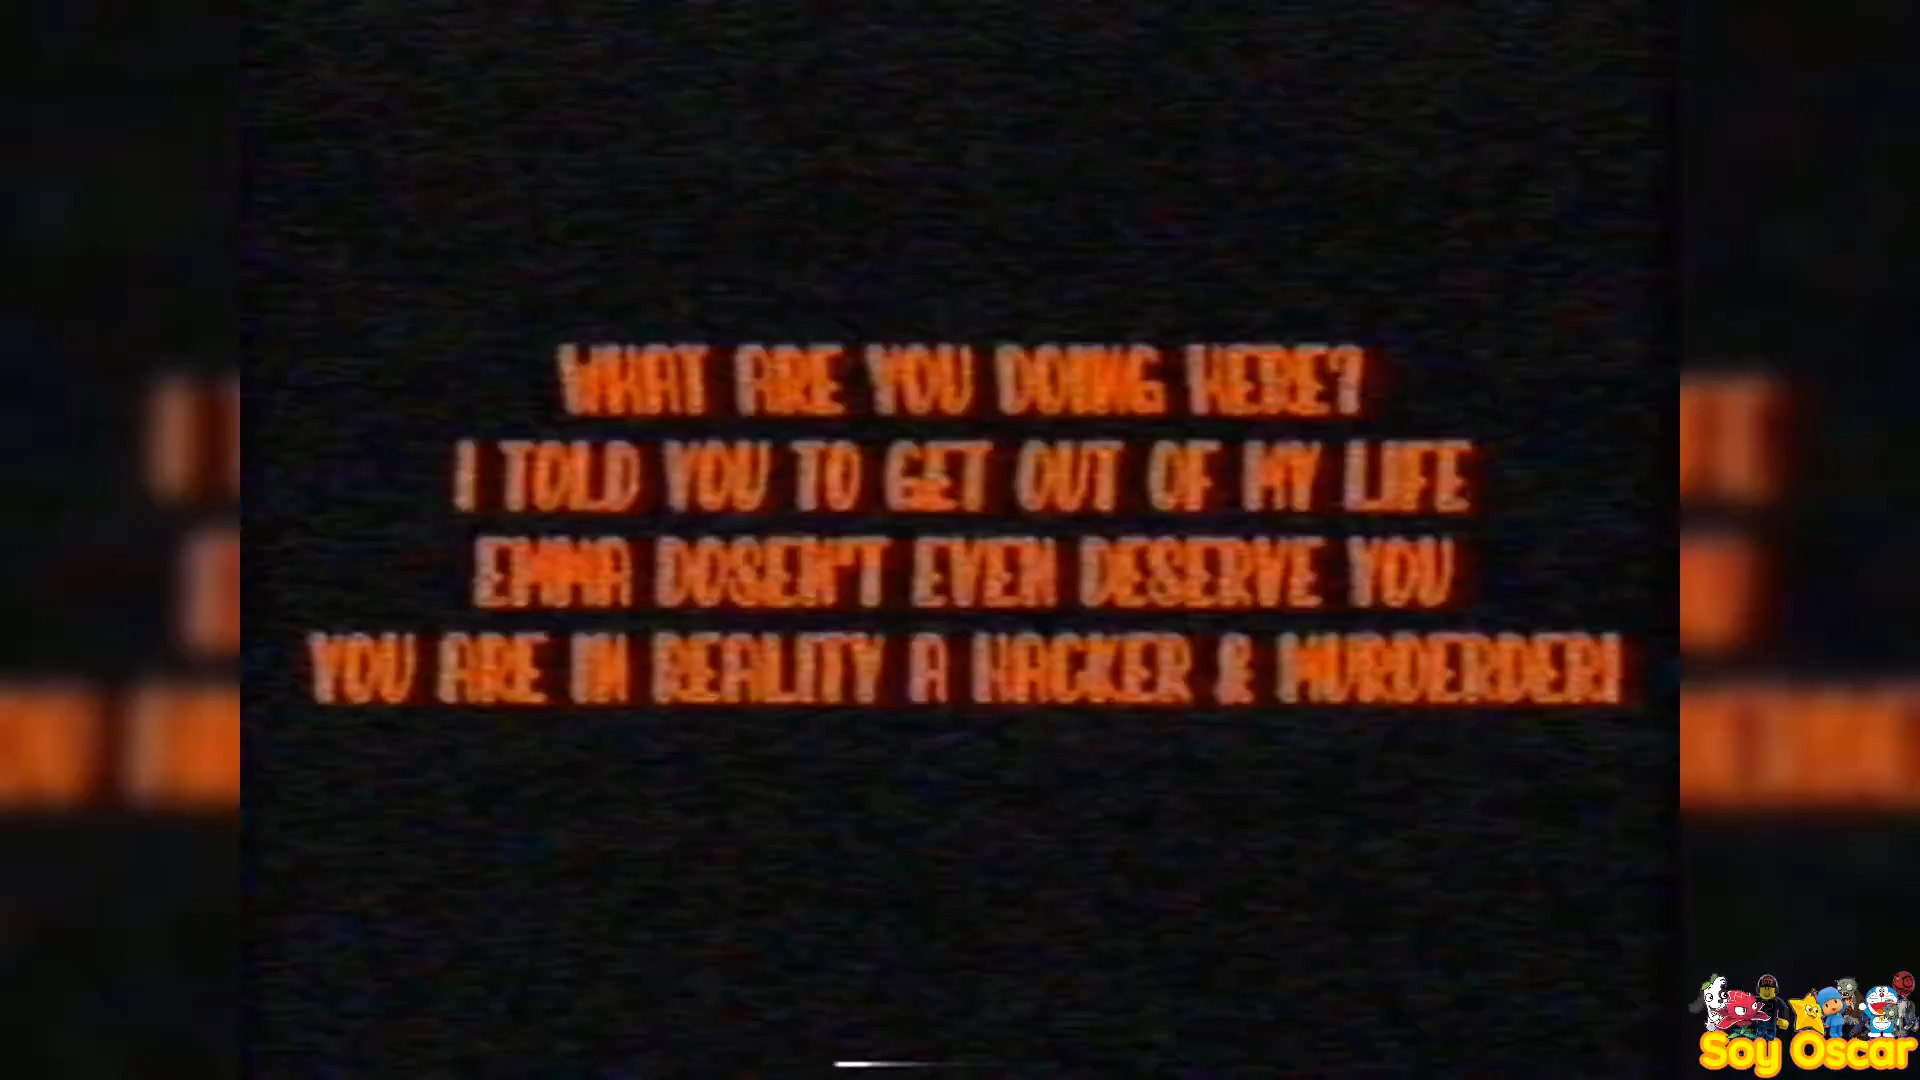 WHAT ARE YOU DOING HERE?
I TOLD YOU TO GET OUT OF MY LIFE
EMMA DOSEN'T EVEN DESERVE YOU
YOU ARE IN REALITY A HACKER & MURDERDER!
Soy Oscar